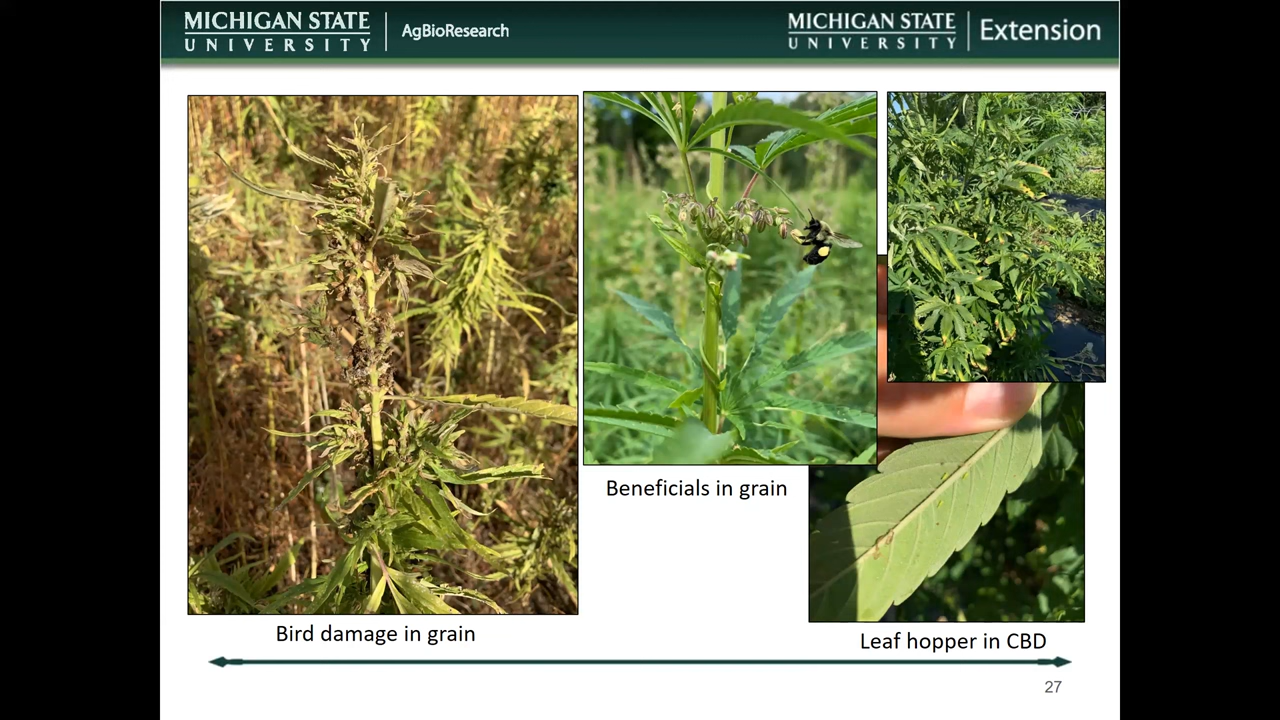 MICHIGAN STATE
UNIVERSITY
AgBioResearch
MICHIGAN STATE
UNIVERSITY
Extension
Beneficials in grain
Bird damage in grain
Leaf hopper in CBD
27